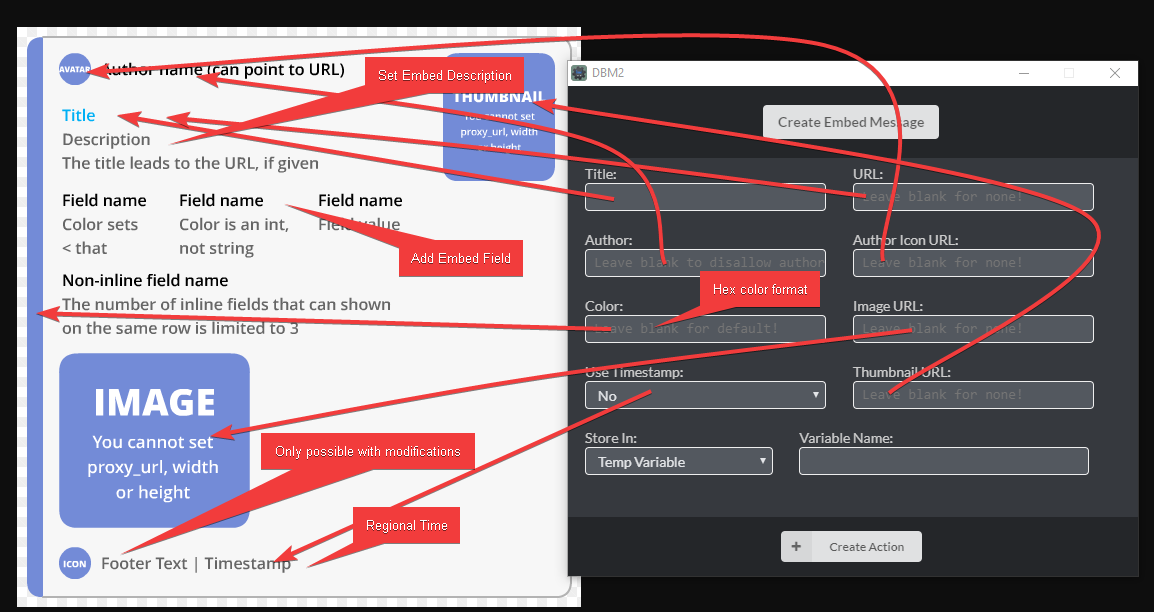 AVATAR
Author name (can point to URL)
Set Embed Description
THUMBNAIL
You cannot set
proxy_url, width
or height
Title
Description
The title leads to the URL, if given
Field name
Color sets
< that
Field name
Color is an int,
not string
Field name
Field value
Add Embed Field
Non-inline field name
The number of inline fields that can shown
on the same row is limited to 3
IMAGE
You cannot set
proxy_url, width
or height
Only possible with modifications
Regional Time
ICON
Footer Text | Timestamp
DBM2
Create Embed Message
Title:
URL:
Leave blank for none!
Author:
Leave blank to disallow author
Author Icon URL:
Leave blank for none!
Hex color format
Color:
Leave blank for default!
Image URL:
Leave blank for none!
Use Timestamp:
No
Thumbnail URL:
Leave blank for none!
Store In:
Temp Variable
Variable Name:
+ Create Action